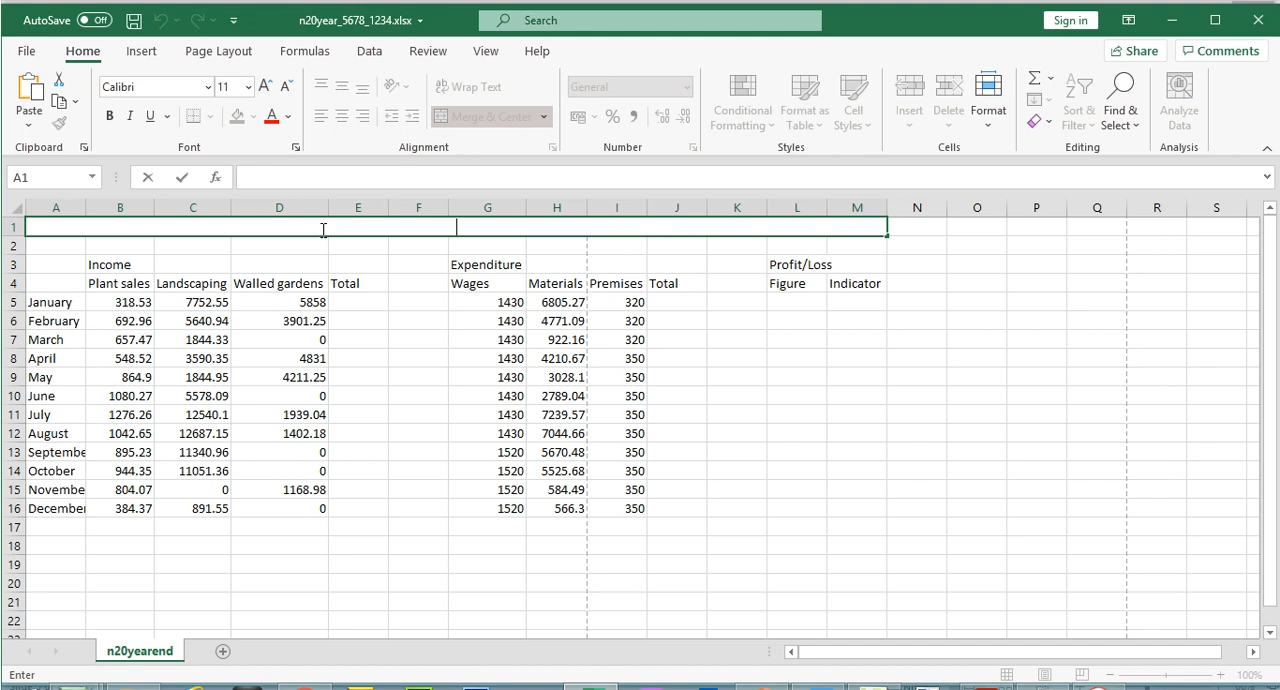 AutoSave Off n20year_5678_1234.xlsx Search Sign in
File Home Insert Page Layout Formulas Data Review View Help Share Comments
Calibri 11 Wrap Text General
Paste B I U Merge & Center Conditional Formatting Format as Table Cell Styles Insert Delete Format Sort & Filter Find & Select Analyze Data
Clipboard Font Alignment Number Styles Cells Editing Analysis
A1 fx
A B C D E F G H I J K L M N O P Q R S
1
2
3 Income Expenditure Profit/Loss
4 Plant sales Landscaping Walled gardens Total Wages Materials Premises Total Figure Indicator
5 January 318.53 7752.55 5858 1430 6805.27 320
6 February 692.96 5640.94 3901.25 1430 4771.09 320
7 March 657.47 1844.33 0 1430 922.16 320
8 April 548.52 3590.35 4831 1430 4210.67 350
9 May 864.9 1844.95 4211.25 1430 3028.1 350
10 June 1080.27 5578.09 0 1430 2789.04 350
11 July 1276.26 12540.1 1939.04 1430 7239.57 350
12 August 1042.65 12687.15 1402.18 1430 7044.66 350
13 Septembe 895.23 11340.96 0 1520 5670.48 350
14 October 944.35 11051.36 0 1520 5525.68 350
15 Novembe 804.07 0 1168.98 1520 584.49 350
16 December 384.37 891.55 0 1520 566.3 350
17
18
19
20
21
22
n20yearend
Enter 100%